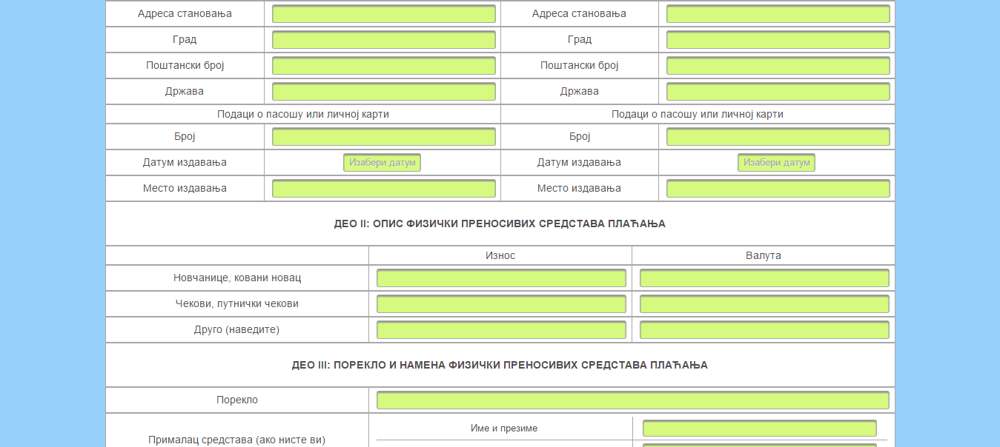 Адреса становања Адреса становања
Град Град
Поштански број Поштански број
Држава Држава
Подаци о пасошу или личној карти Подаци о пасошу или личној карти
Број Број
Датум издавања Изабери датум Датум издавања Изабери датум
Место издавања Место издавања
ДЕО II: ОПИС ФИЗИЧКИ ПРЕНОСИВИХ СРЕДСТАВА ПЛАЋАЊА
Износ Валута
Новчанице, ковани новац
Чекови, путнички чекови
Друго (наведите)
ДЕО III: ПОРЕКЛО И НАМЕНА ФИЗИЧКИ ПРЕНОСИВИХ СРЕДСТАВА ПЛАЋАЊА
Порекло
Име и презиме
Прималац средстава (ако нисте ви)